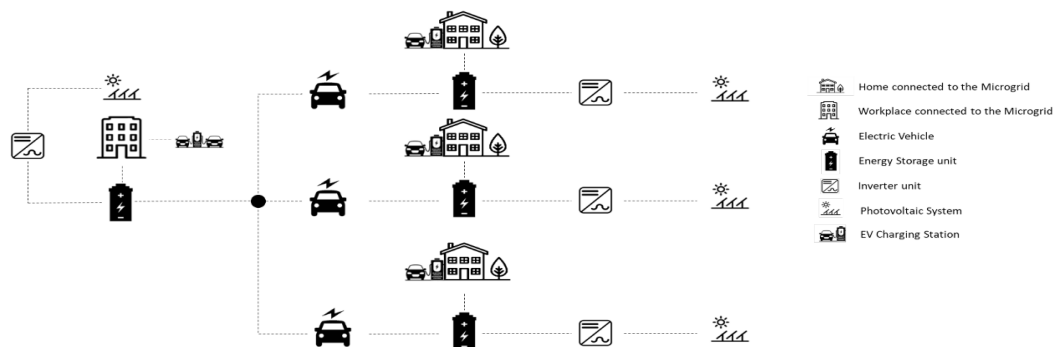 Home connected to the Microgrid
Workplace connected to the Microgrid
Electric Vehicle
Energy Storage unit
Inverter unit
Photovoltaic System
EV Charging Station